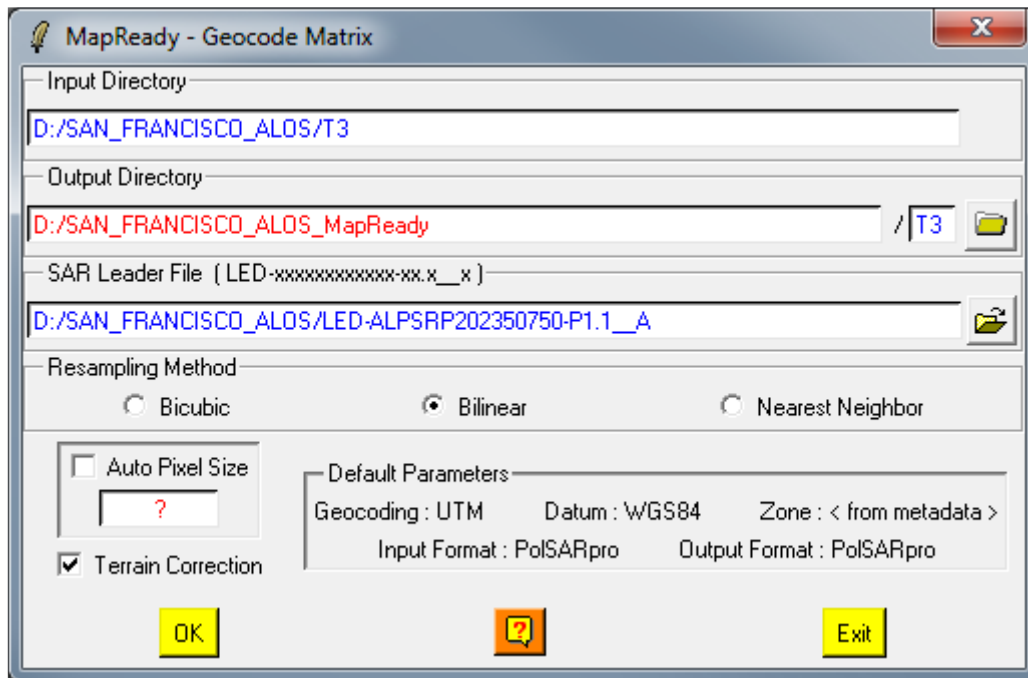 MapReady - Geocode Matrix
x
Input Directory
D:/SAN_FRANCISCO_ALOS/T3
Output Directory
D:/SAN_FRANCISCO_ALOS_MapReady / T3
SAR Leader File ( LED-xxxxxxxxxxxx-xx.x__x )
D:/SAN_FRANCISCO_ALOS/LED-ALPSRP202350750-P1.1__A
Resampling Method
Bicubic Bilinear Nearest Neighbor
Auto Pixel Size
?
Terrain Correction
Default Parameters
Geocoding : UTM Datum : WGS84 Zone : < from metadata >
Input Format : PolSARpro Output Format : PolSARpro
OK ? Exit